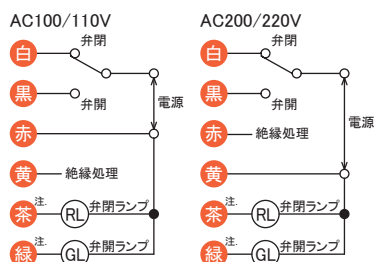 AC100/110V
白 弁閉
黒 弁開
電源
赤
黄 絶縁処理
茶 注. RL 弁閉ランプ
緑 注. GL 弁開ランプ
AC200/220V
白 弁閉
黒 弁開
電源
赤 絶縁処理
黄
茶 注. RL 弁閉ランプ
緑 注. GL 弁開ランプ